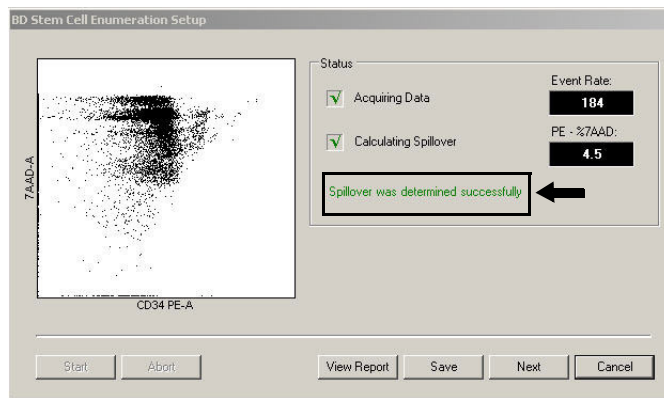 BD Stem Cell Enumeration Setup
Status
Acquiring Data
Event Rate:
184
Calculating Spillover
PE - %7AAD:
4.5
Spillover was determined successfully
7AAD-A
CD34 PE-A
Start
Abort
View Report
Save
Next
Cancel